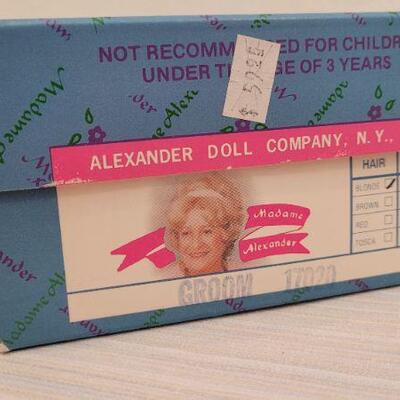 NOT RECOMM ED FOR CHILDR
UNDER T GE OF 3 YEARS
ALEXANDER DOLL COMPANY, N.Y.,
HAIR
BLONDE
BROWN
RED
TOSCA
Madame
Alexander
GROOM 17020